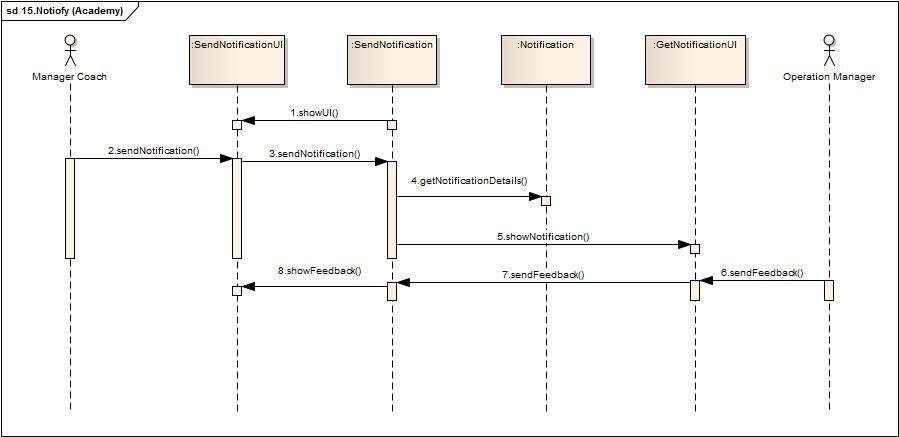 sd 15.Notiofy (Academy)
:SendNotificationUI
:SendNotification
:Notification
:GetNotificationUI
Manager Coach
Operation Manager
1.showUI()
2.sendNotification()
3.sendNotification()
4.getNotificationDetails()
5.showNotification()
8.showFeedback()
7.sendFeedback()
6.sendFeedback()